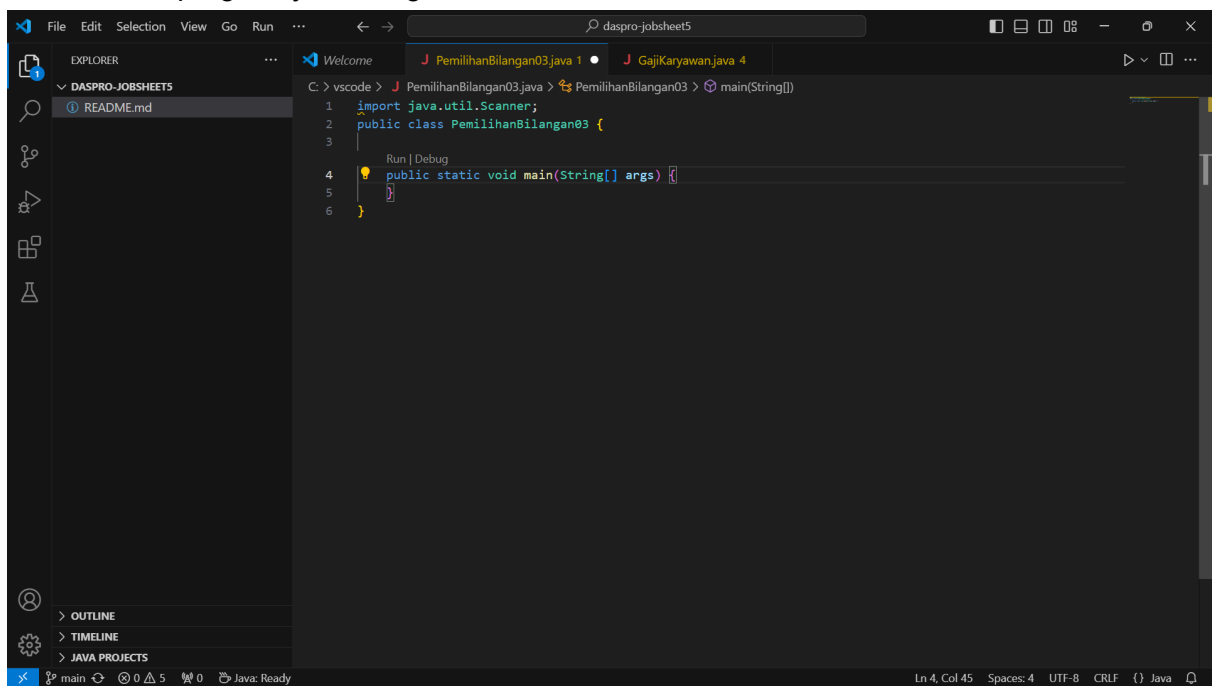 File Edit Selection View Go Run ··· daspro-jobsheet5
EXPLORER ···
1
DASPRO-JOBSHEET5
README.md
Welcome PemilihanBilangan03.java 1 GajiKaryawan.java 4 ···
C: > vscode > J PemilihanBilangan03.java > PemilihanBilangan03 > main(String[])
1 import java.util.Scanner;
2 public class PemilihanBilangan03 {
3
Run | Debug
4 public static void main(String[] args) {
5 }
6 }
> OUTLINE
> TIMELINE
> JAVA PROJECTS
main 0 5 0 Java: Ready Ln 4, Col 45 Spaces: 4 UTF-8 CRLF {} Java